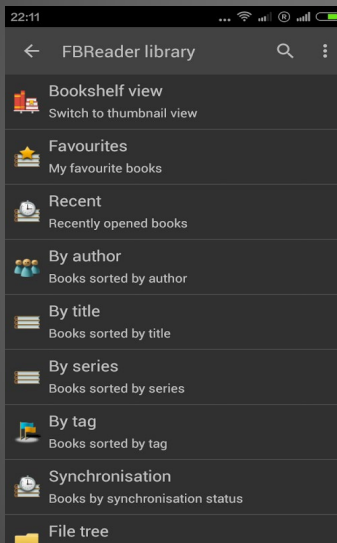 22:11
... ®
FBReader library
Bookshelf view
Switch to thumbnail view
Favourites
My favourite books
Recent
Recently opened books
By author
Books sorted by author
By title
Books sorted by title
By series
Books sorted by series
By tag
Books sorted by tag
Synchronisation
Books by synchronisation status
File tree